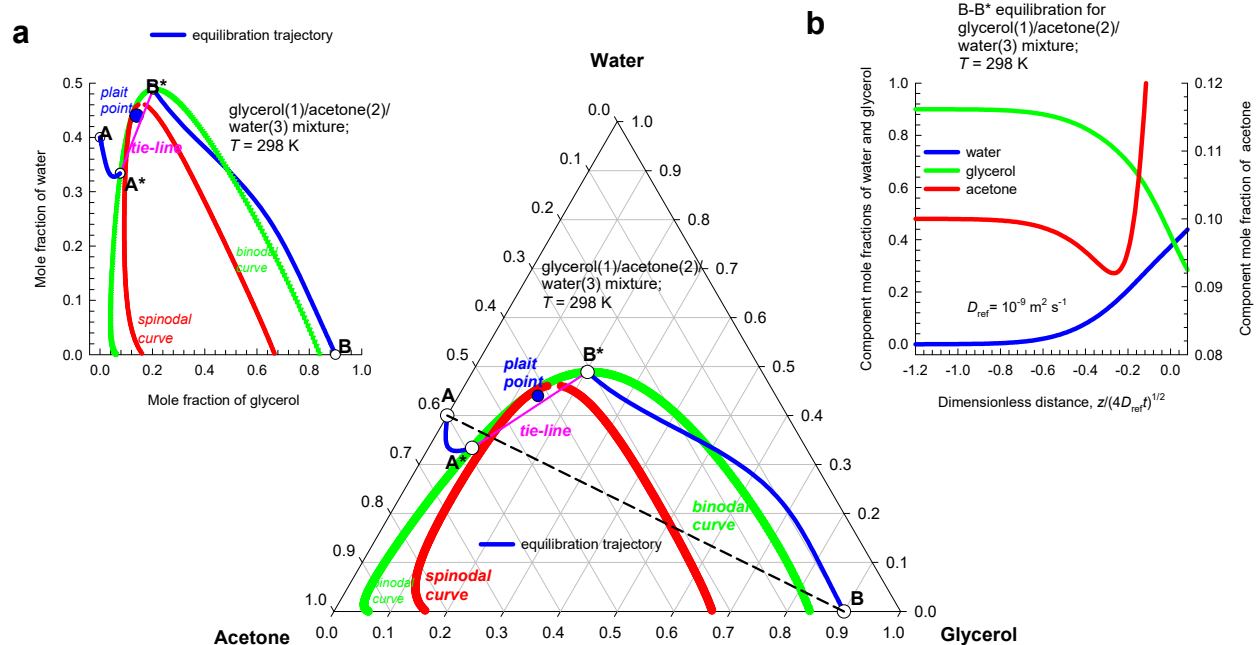 a
equilibration trajectory
Mole fraction of water
0.5
0.4
0.3
0.2
0.1
0.0
0.0
0.2
0.4
0.6
0.8
1.0
Mole fraction of glycerol
plait
point
B*
A
tie-line
A*
B
binodal
curve
spinodal
curve
glycerol(1)/acetone(2)/
water(3) mixture;
T = 298 K
Water
0.0
0.1
0.2
0.3
0.4
0.5
0.6
0.7
0.8
0.9
1.0
1.0
0.9
0.8
0.7
0.6
0.5
0.4
0.3
0.2
0.1
0.0
glycerol(1)/acetone(2)/
water(3) mixture;
T = 298 K
plait
point
B*
A
tie-line
A*
binodal
curve
equilibration trajectory
binodal
curve
spinodal
curve
B
0.0
0.1
0.2
0.3
0.4
0.5
0.6
0.7
0.8
0.9
1.0
Acetone
Glycerol
b
B-B* equilibration for
glycerol(1)/acetone(2)/
water(3) mixture;
T = 298 K
Component mole fractions of water and glycerol
1.0
0.8
0.6
0.4
0.2
0.0
water
glycerol
acetone
D_ref = 10⁻⁹ m² s⁻¹
0.12
0.11
0.10
0.09
0.08
Component mole fraction of acetone
-1.2
-1.0
-0.8
-0.6
-0.4
-0.2
0.0
Dimensionless distance, z/(4D_ref t)^1/2